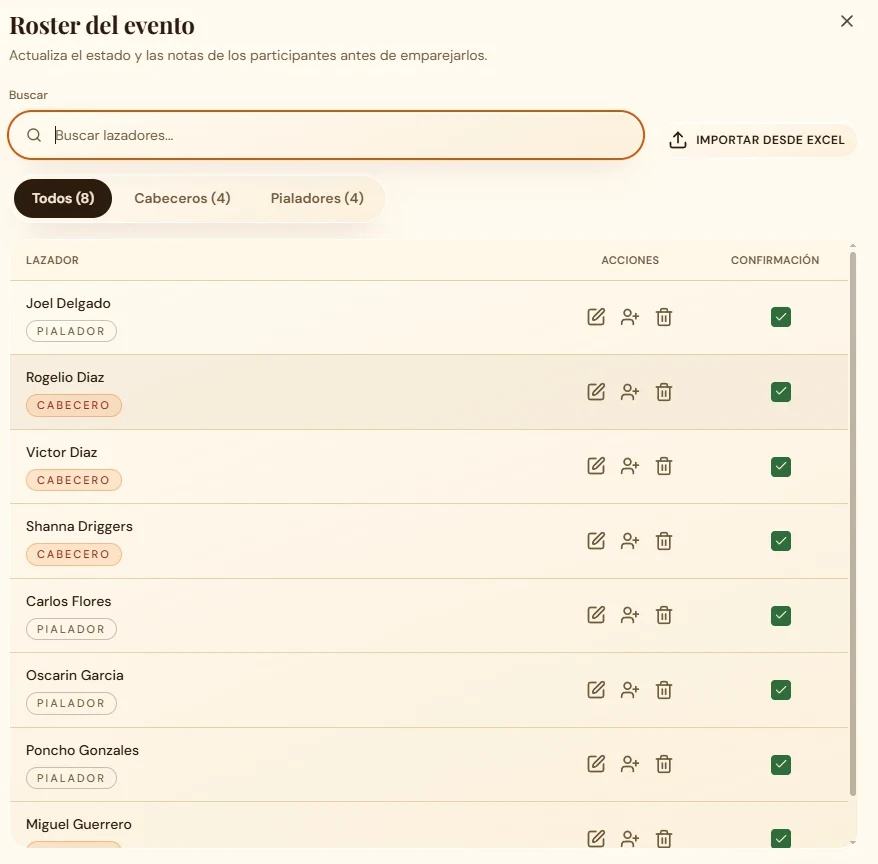 Roster del evento
Actualiza el estado y las notas de los participantes antes de emparejarlos.
Buscar
Buscar lazadores...
IMPORTAR DESDE EXCEL
Todos (8)
Cabeceros (4)
Pialadores (4)
LAZADOR
ACCIONES
CONFIRMACIÓN
Joel Delgado
PIALADOR
Rogelio Diaz
CABECERO
Victor Diaz
CABECERO
Shanna Driggers
CABECERO
Carlos Flores
PIALADOR
Oscarin Garcia
PIALADOR
Poncho Gonzales
PIALADOR
Miguel Guerrero